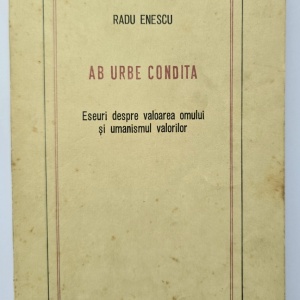 RADU ENESCU
AB URBE CONDITA
Eseuri despre valoarea omului
și umanismul valorilor